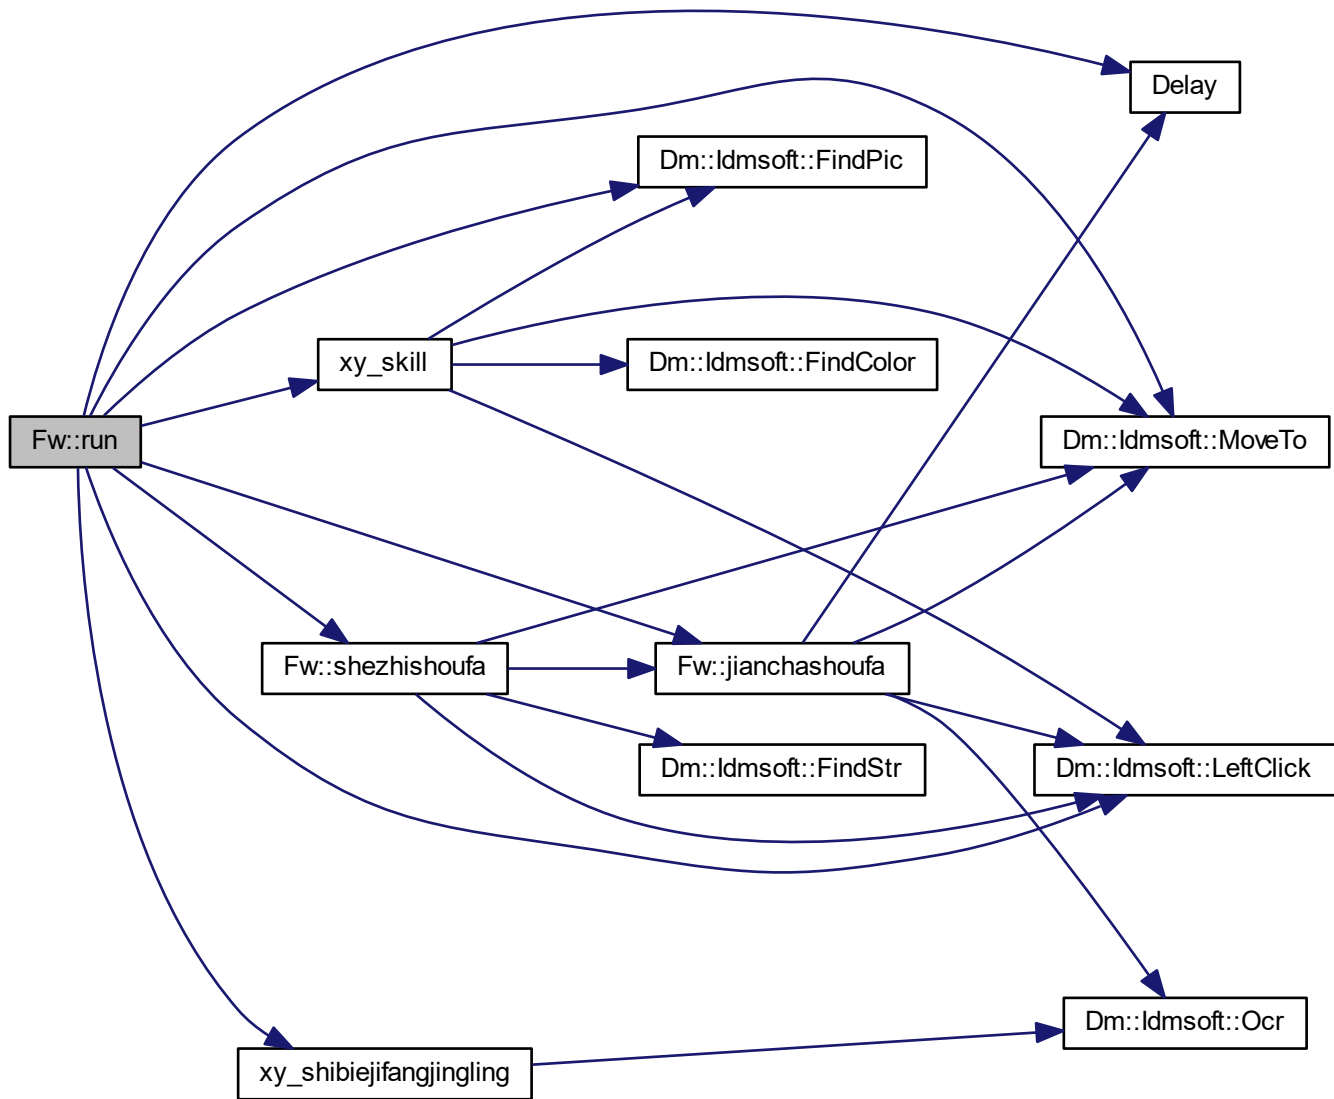 Delay
Dm::Idmsoft::FindPic
xy_skill
Dm::Idmsoft::FindColor
Fw::run
Dm::Idmsoft::MoveTo
Fw::shezhishoufa
Fw::jianchashoufa
Dm::Idmsoft::FindStr
Dm::Idmsoft::LeftClick
Dm::Idmsoft::Ocr
xy_shibiejifangjingling